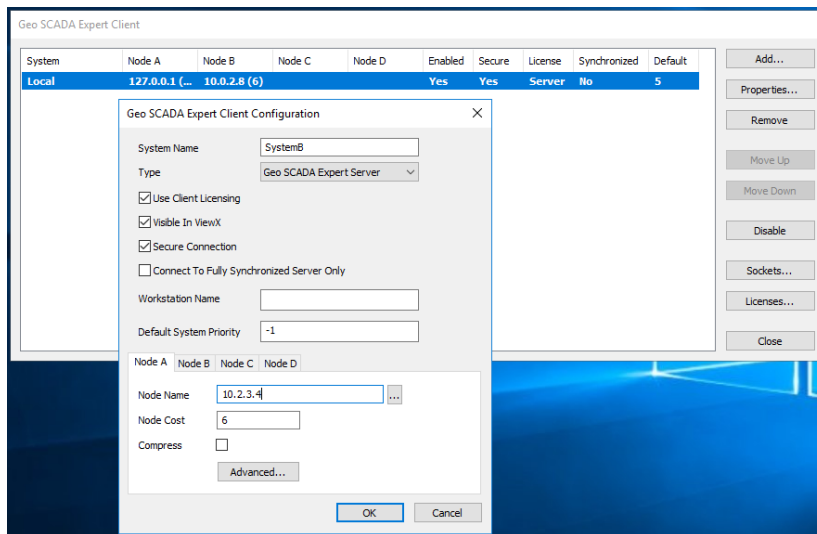 Geo SCADA Expert Client
System Node A Node B Node C Node D Enabled Secure License Synchronized Default
Local 127.0.0.1 (... 10.0.2.8 (6) Yes Yes Server No 5
Add...
Properties...
Remove
Move Up
Move Down
Disable
Sockets...
Licenses...
Close
Geo SCADA Expert Client Configuration
System Name SystemB
Type Geo SCADA Expert Server
Use Client Licensing
Visible In ViewX
Secure Connection
Connect To Fully Synchronized Server Only
Workstation Name
Default System Priority -1
Node A Node B Node C Node D
Node Name 10.2.3.4 ...
Node Cost 6
Compress
Advanced...
OK Cancel